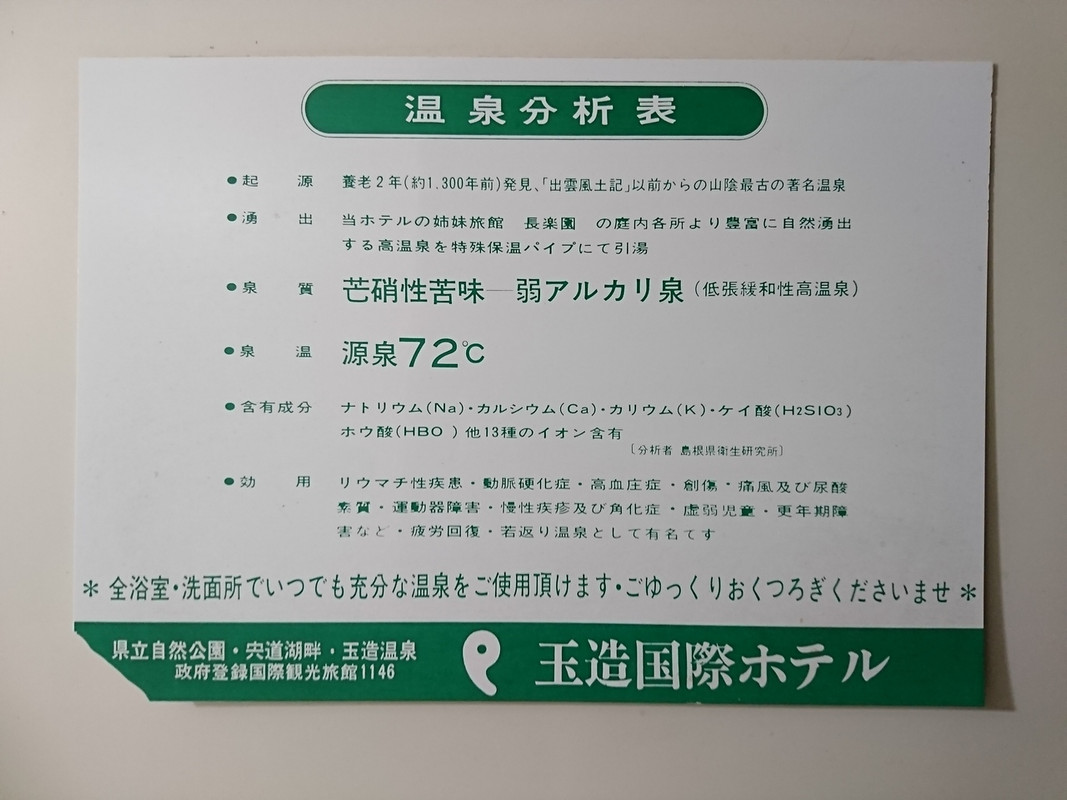 温泉分析表
●起源 養老2年(約1,300年前)発見、「出雲風土記」以前からの山陰最古の著名温泉
●湧出 当ホテルの姉妹旅館 長楽園 の庭内各所より豊富に自然湧出
する高温泉を特殊保温パイプにて引湯
●泉質 芒硝性苦味―弱アルカリ泉(低張緩和性高温泉)
●泉温 源泉72℃
●含有成分 ナトリウム(Na)・カルシウム(Ca)・カリウム(K)・ケイ酸(H2SIO3)
ホウ酸(HBO )他13種のイオン含有
〔分析者 島根県衛生研究所〕
●効用 リウマチ性疾患・動脈硬化症・高血庄症・創傷・痛風及び尿酸
素質・運動器障害・慢性疾疹及び角化症・虚弱児童・更年期障
害など・疲労回復・若返り温泉として有名てす
＊全浴室・洗面所でいつでも充分な温泉をご使用頂けます・ごゆっくりおくつろぎくださいませ＊
県立自然公園・宍道湖畔・玉造温泉
政府登録国際観光旅館1146
玉造国際ホテル